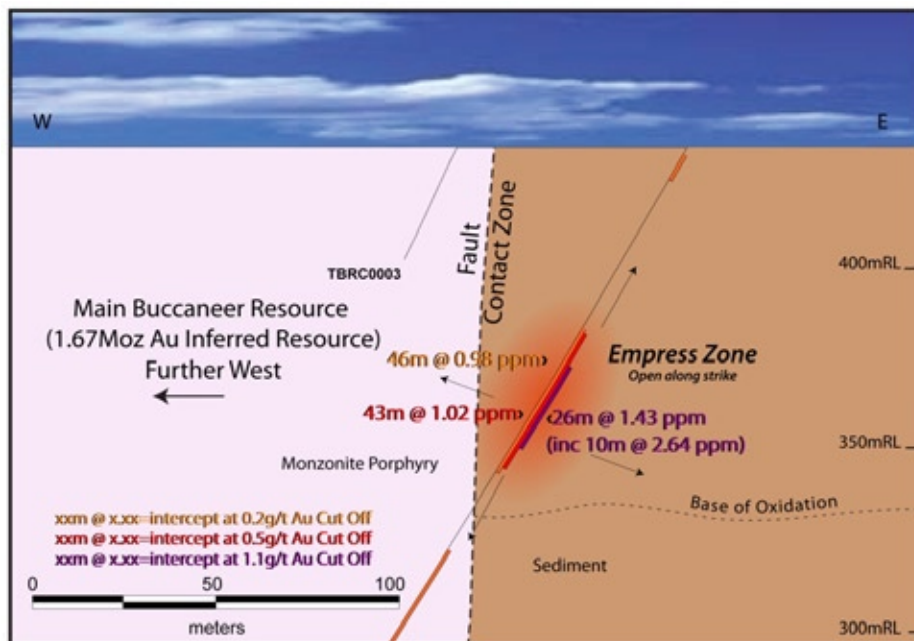 W
E
TBRC0003
Fault
Contact Zone
400mRL
Main Buccaneer Resource
(1.67Moz Au Inferred Resource)
Further West
46m @ 0.98 ppm
Empress Zone
Open along strike
43m @ 1.02 ppm
26m @ 1.43 ppm
(inc 10m @ 2.64 ppm)
350mRL
Monzonite Porphyry
Base of Oxidation
xxm @ x.xx=intercept at 0.2g/t Au Cut Off
xxm @ x.xx=intercept at 0.5g/t Au Cut Off
xxm @ x.xx=intercept at 1.1g/t Au Cut Off
Sediment
0 50 100
meters
300mRL